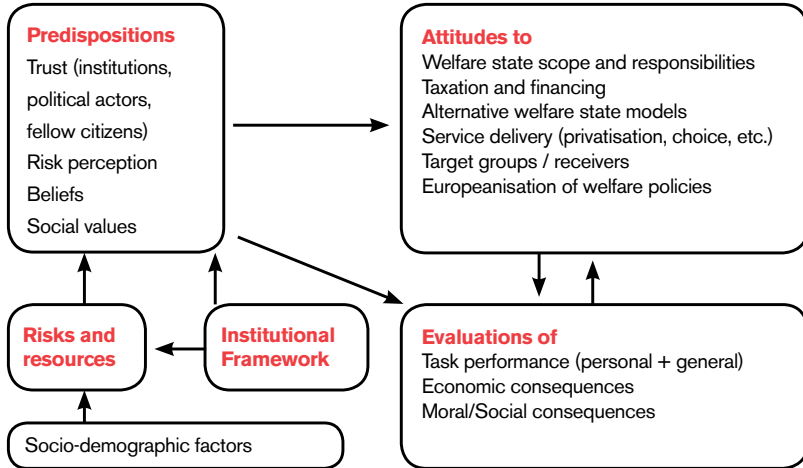 Predispositions
Trust (institutions,
political actors,
fellow citizens)
Risk perception
Beliefs
Social values
Attitudes to
Welfare state scope and responsibilities
Taxation and financing
Alternative welfare state models
Service delivery (privatisation, choice, etc.)
Target groups / receivers
Europeanisation of welfare policies
Risks and
resources
Institutional
Framework
Evaluations of
Task performance (personal + general)
Economic consequences
Moral/Social consequences
Socio-demographic factors